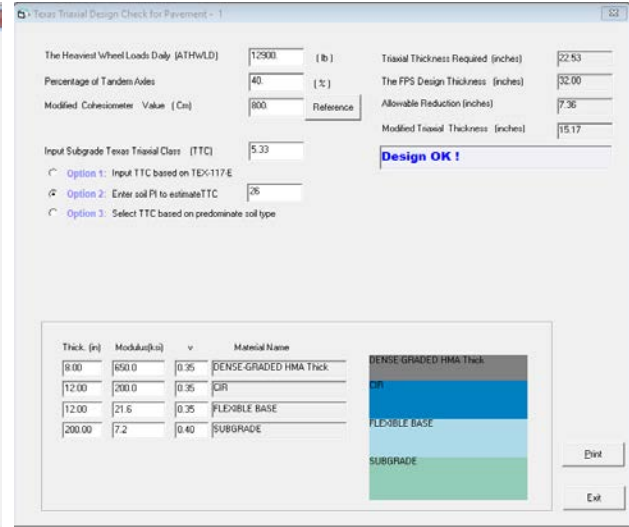 Texas Triaxial Design Check for Pavement - 1
The Heaviest Wheel Loads Daily (ATHWLD) 12900. (lb)
Percentage of Tandem Axles 40. (%)
Modified Cohesiometer Value (Cm) 800. Reference
Input Subgrade Texas Triaxial Class (TTC) 5.33
Option 1: Input TTC based on TEX-117-E
Option 2: Enter soil PI to estimateTTC 26
Option 3: Select TTC based on predominate soil type
Triaxial Thickness Required (inches) 22.53
The FPS Design Thickness (inches) 32.00
Allowable Reduction (inches) 7.36
Modified Triaxial Thickness (inches) 15.17
Design OK !
Thick. (in) Modulus(ksi) v Material Name
8.00 650.0 0.35 DENSE-GRADED HMA Thick
12.00 200.0 0.35 CIR
12.00 21.6 0.35 FLEXIBLE BASE
200.00 7.2 0.40 SUBGRADE
DENSE-GRADED HMA Thick
CIR
FLEXIBLE BASE
SUBGRADE
Print
Exit